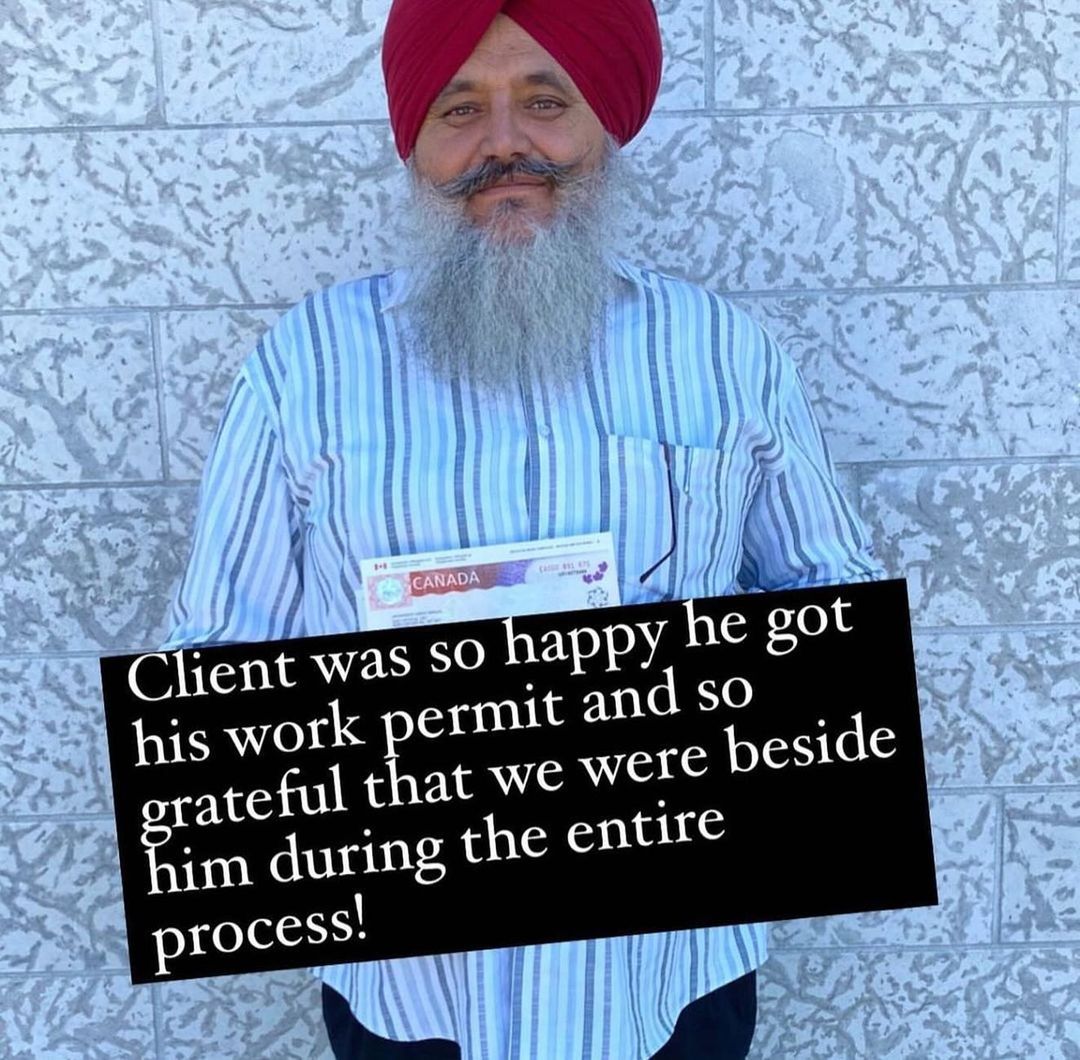 CANADA
Client was so happy he got
his work permit and so
grateful that we were beside
him during the entire
process!